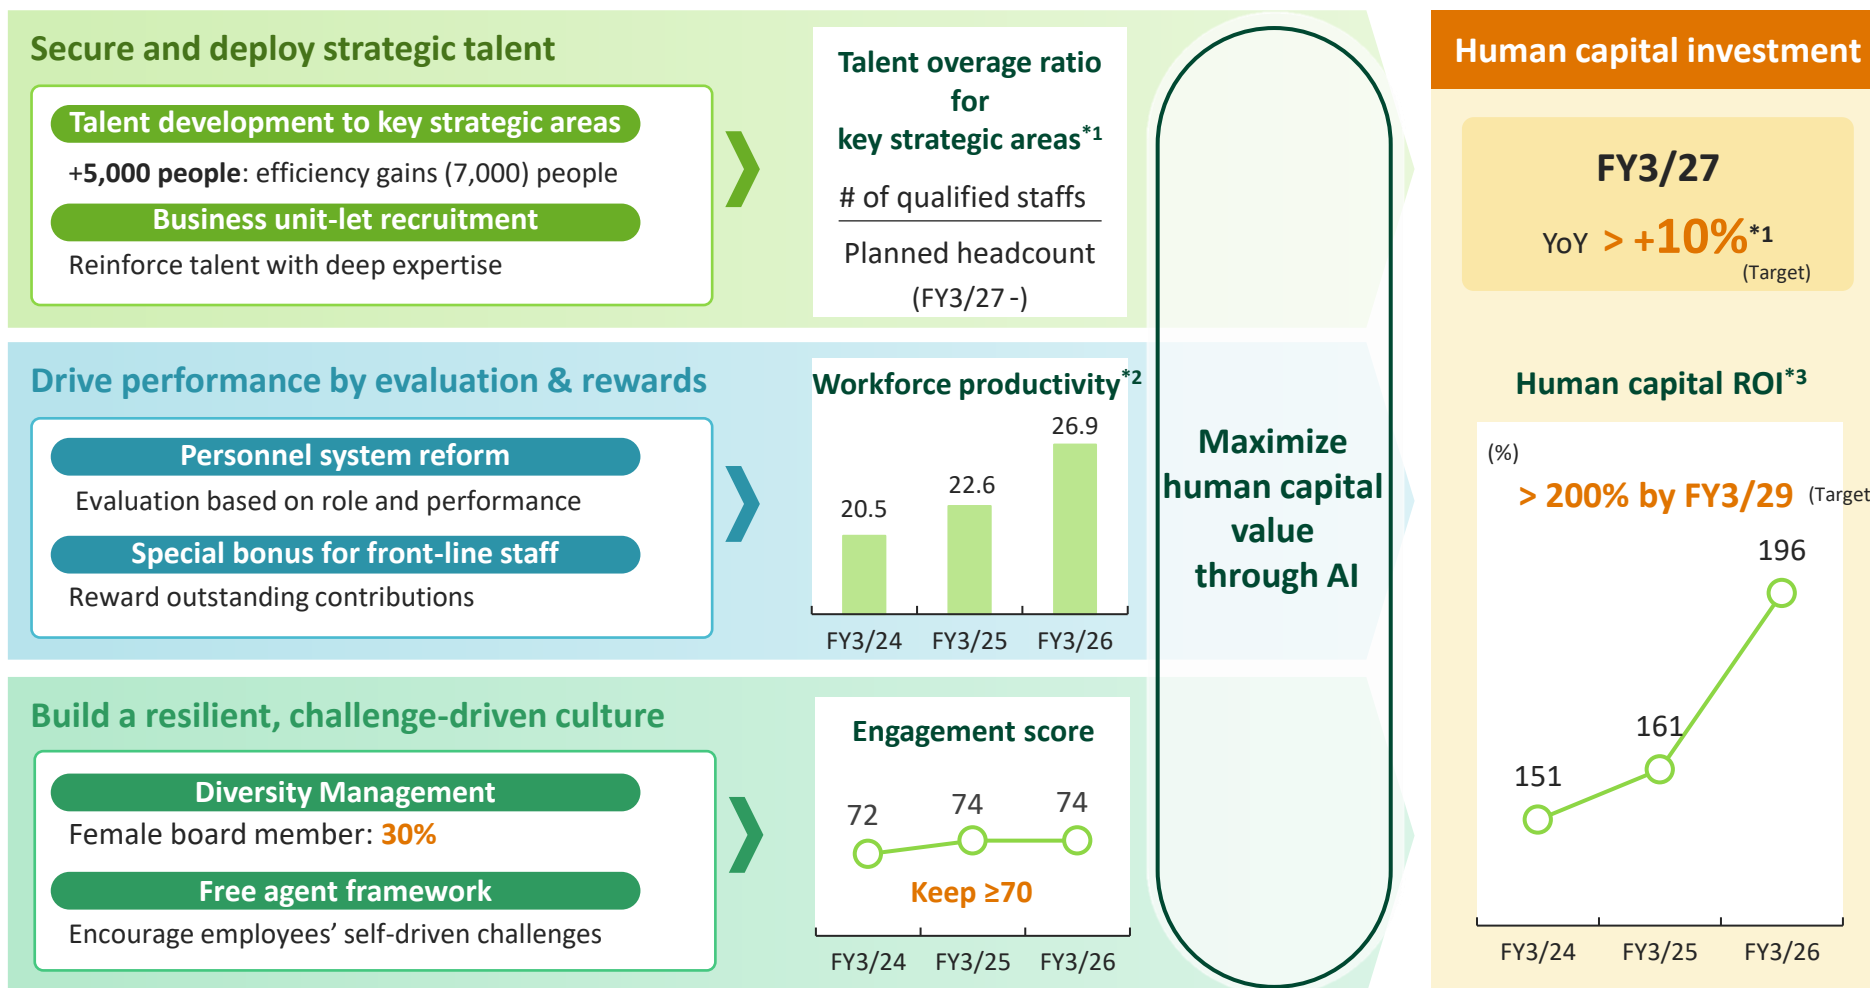 Secure and deploy strategic talent
Talent development to key strategic areas
+5,000 people: efficiency gains (7,000) people
Business unit-let recruitment
Reinforce talent with deep expertise
Talent overage ratio
for
key strategic areas*1
# of qualified staffs
Planned headcount
(FY3/27 -)
Drive performance by evaluation & rewards
Personnel system reform
Evaluation based on role and performance
Special bonus for front-line staff
Reward outstanding contributions
Workforce productivity*2
20.5
22.6
26.9
FY3/24
FY3/25
FY3/26
Build a resilient, challenge-driven culture
Diversity Management
Female board member: 30%
Free agent framework
Encourage employees’ self-driven challenges
Engagement score
72
74
74
Keep ≥70
FY3/24
FY3/25
FY3/26
Maximize
human capital
value
through AI
Human capital investment
FY3/27
YoY > +10%*1
(Target)
Human capital ROI*3
(%)
> 200% by FY3/29 (Target
151
161
196
FY3/24
FY3/25
FY3/26